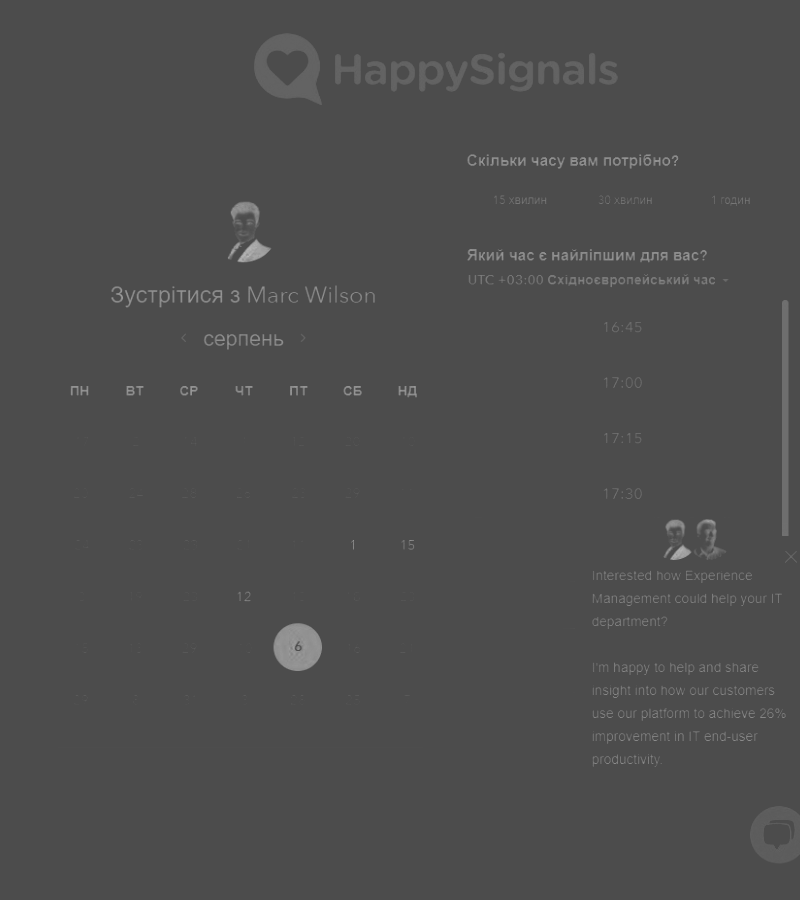 HappySignals
Зустрітися з Marc Wilson
серпень
ПН ВТ СР ЧТ ПТ СБ НД
1 15
12
6
Скільки часу вам потрібно?
15 хвилин 30 хвилин 1 годин
Який час є найліпшим для вас?
UTC +03:00 Східноєвропейський час
16:45
17:00
17:15
17:30
Interested how Experience
Management could help your IT
department?
I'm happy to help and share
insight into how our customers
use our platform to achieve 26%
improvement in IT end-user
productivity.